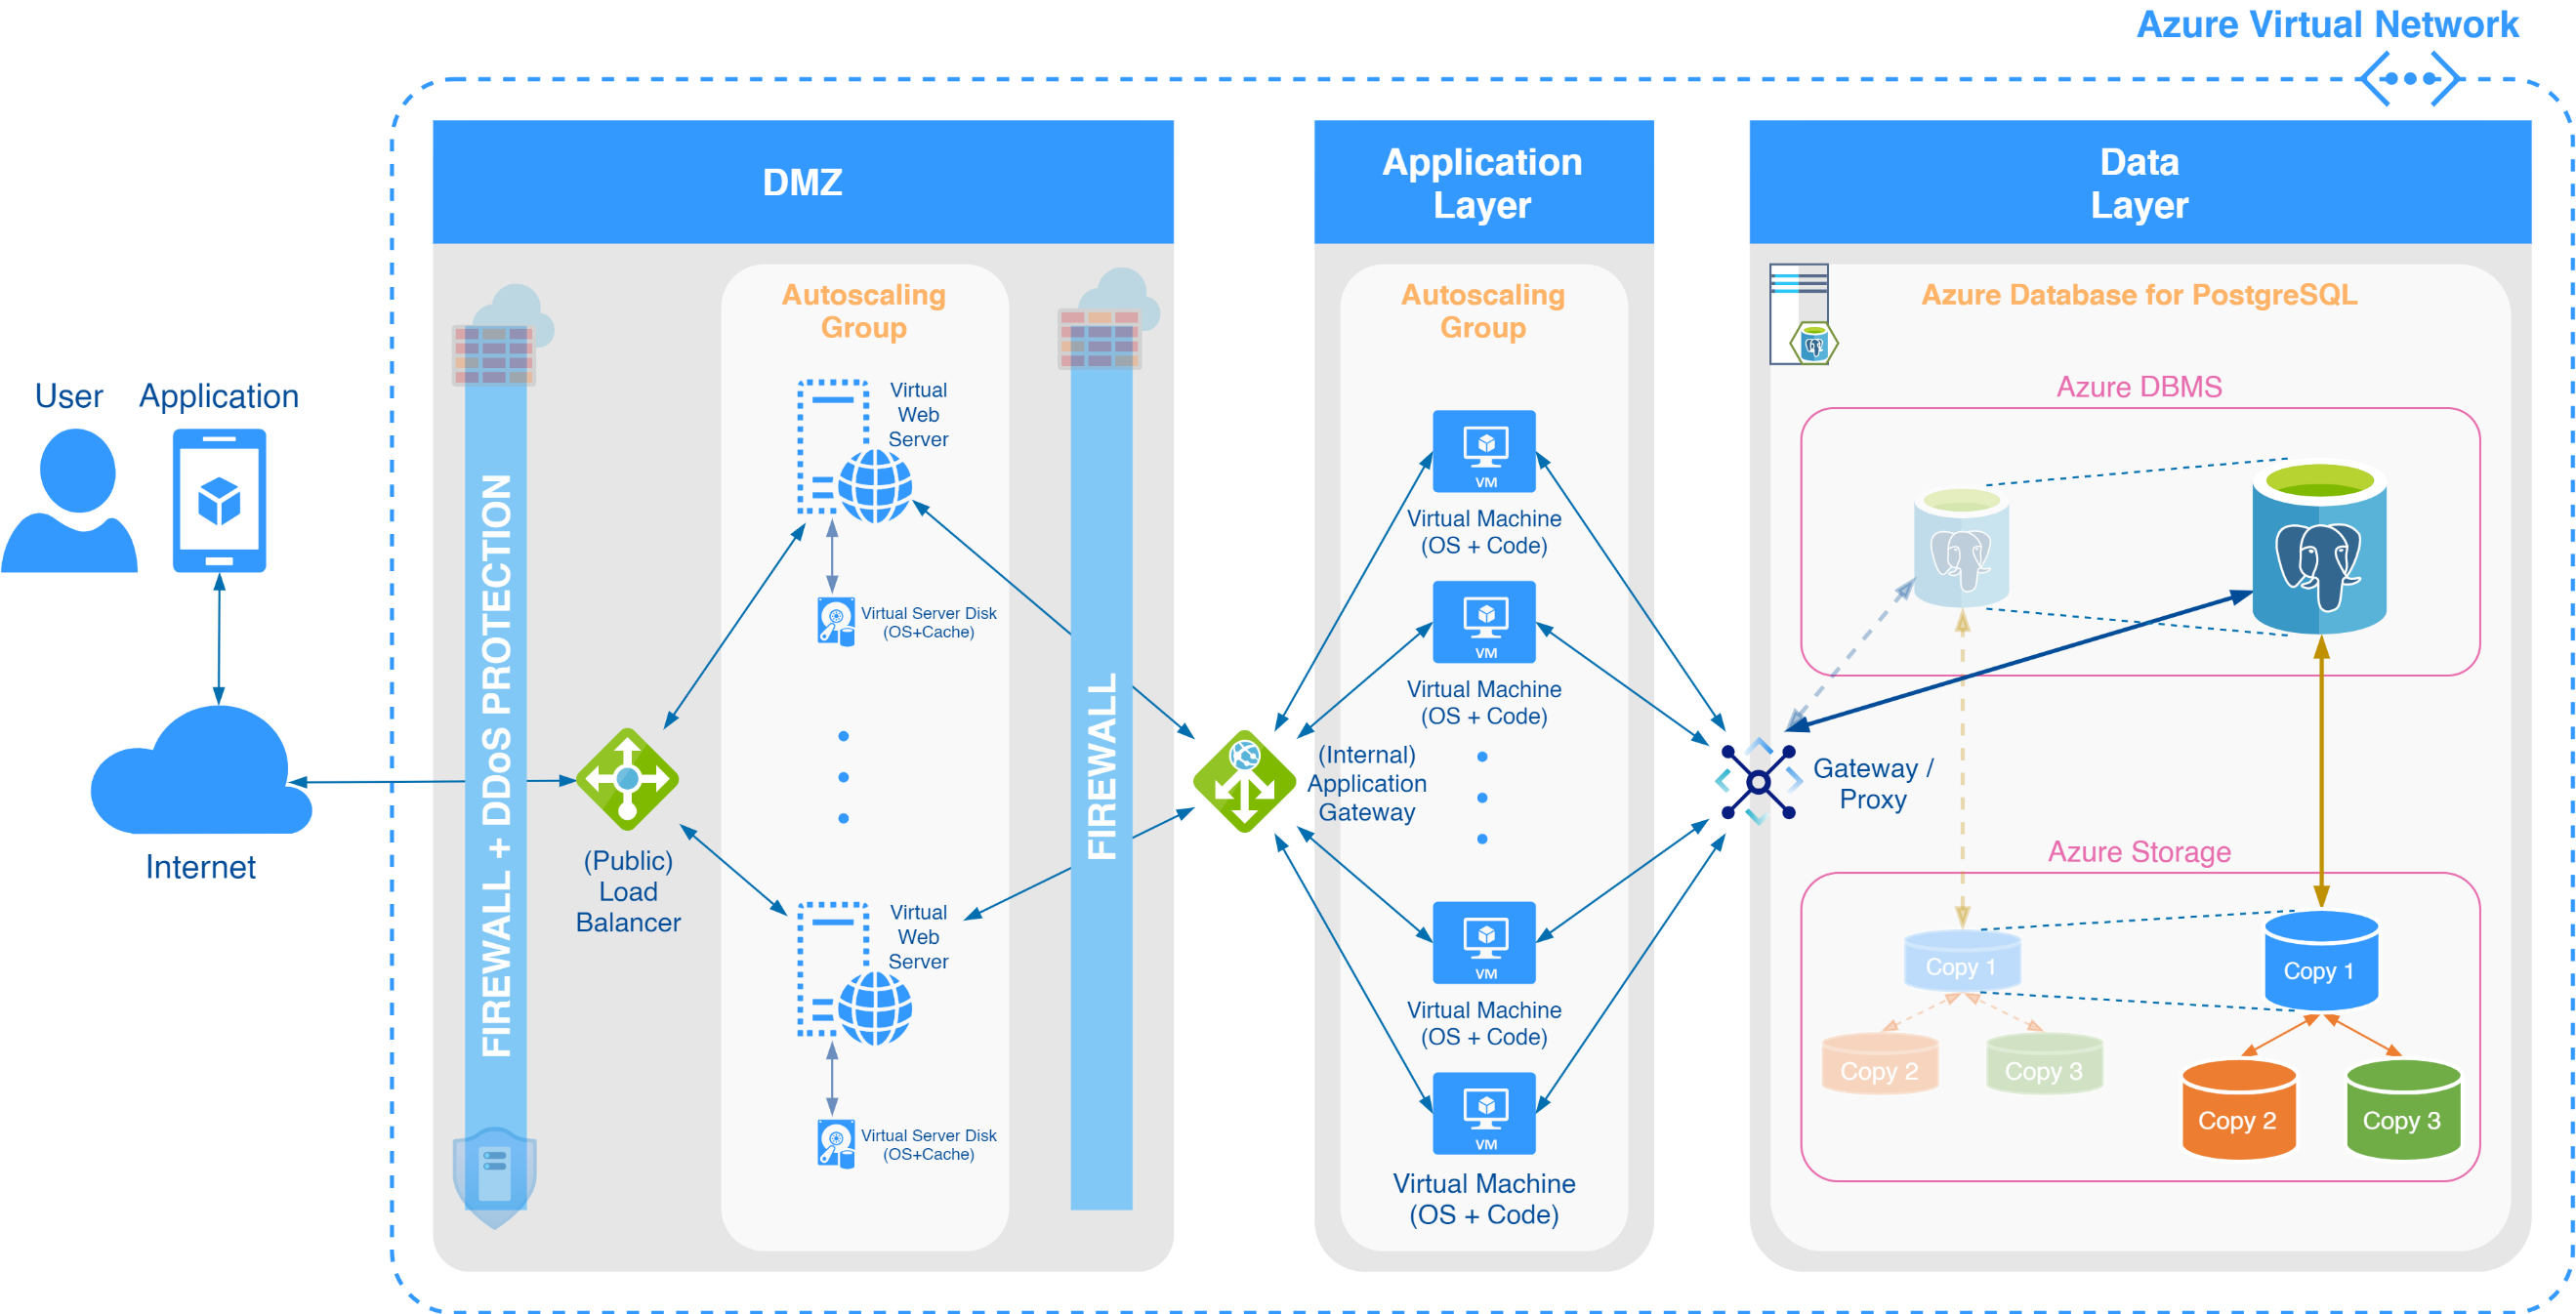 Azure Virtual Network
DMZ
Application
Layer
Data
Layer
User
Application
Internet
FIREWALL + DDoS PROTECTION
(Public)
Load
Balancer
Autoscaling
Group
Virtual
Web
Server
Virtual Server Disk
(OS+Cache)
Virtual
Web
Server
Virtual Server Disk
(OS+Cache)
FIREWALL
(Internal)
Application
Gateway
Autoscaling
Group
VM
Virtual Machine
(OS + Code)
VM
Virtual Machine
(OS + Code)
VM
Virtual Machine
(OS + Code)
VM
Virtual Machine
(OS + Code)
Gateway /
Proxy
Azure Database for PostgreSQL
Azure DBMS
Azure Storage
Copy 1
Copy 2
Copy 3
Copy 1
Copy 2
Copy 3